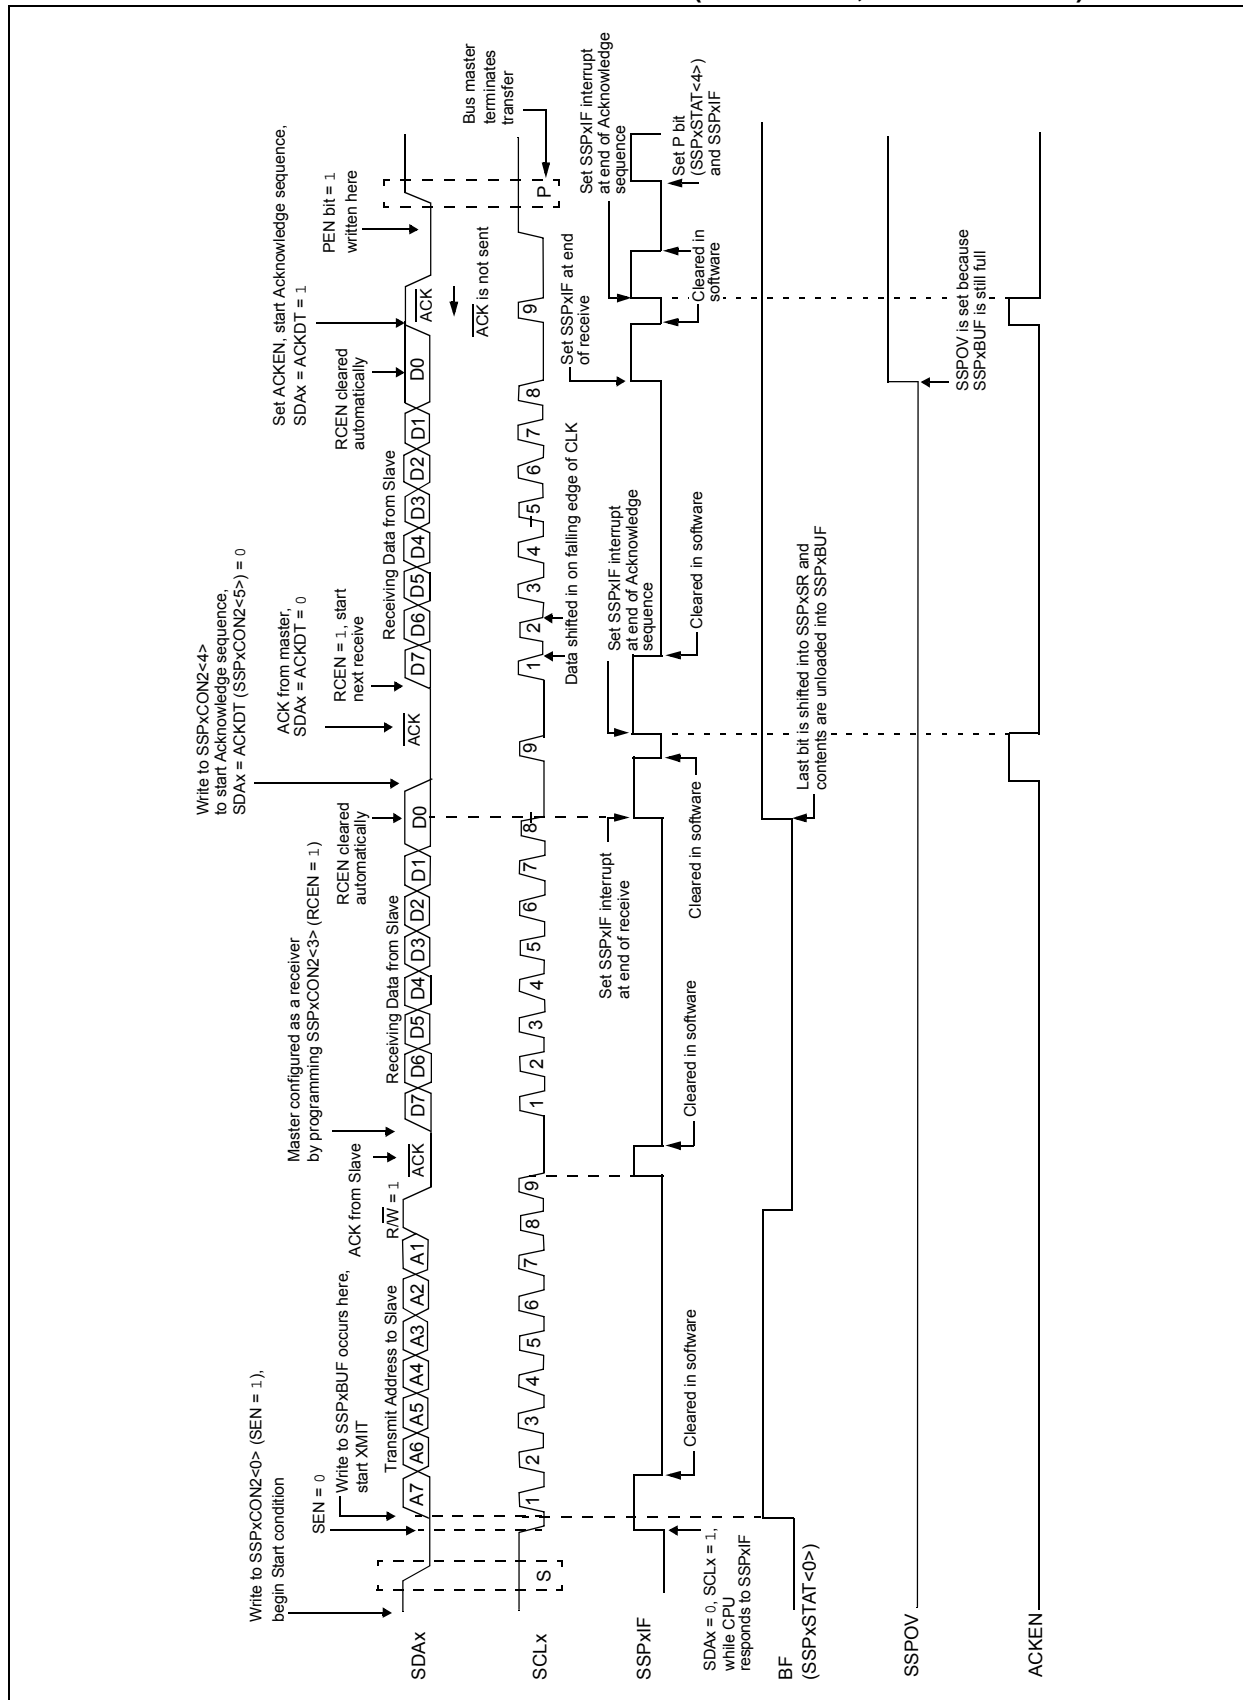 Write to SSPxCON2<0> (SEN = 1),
begin Start condition
SEN = 0
Write to SSPxBUF occurs here,
start XMIT
ACK from Slave
Master configured as a receiver
by programming SSPxCON2<3> (RCEN = 1)
RCEN cleared
automatically
Write to SSPxCON2<4>
to start Acknowledge sequence,
SDAx = ACKDT (SSPxCON2<5>) = 0
ACK from master,
SDAx = ACKDT = 0
RCEN = 1, start
next receive
RCEN cleared
automatically
Set ACKEN, start Acknowledge sequence,
SDAx = ACKDT = 1
PEN bit = 1
written here
Transmit Address to Slave
R/W = 1
Receiving Data from Slave
Receiving Data from Slave
SDAx
A7 A6 A5 A4 A3 A2 A1
ACK
D7 D6 D5 D4 D3 D2 D1 D0
ACK
D7 D6 D5 D4 D3 D2 D1 D0
ACK
ACK is not sent
Bus master
terminates
transfer
SCLx
S
1 2 3 4 5 6 7 8 9
1 2 3 4 5 6 7 8 9
1 2 3 4 5 6 7 8 9
P
Data shifted in on falling edge of CLK
Set SSPxIF interrupt
at end of receive
Set SSPxIF interrupt
at end of Acknowledge
sequence
Set SSPxIF at end
of receive
Set SSPxIF interrupt
at end of Acknowledge
sequence
SSPxIF
SDAx = 0, SCLx = 1,
while CPU
responds to SSPxIF
Cleared in software
Cleared in software
Cleared in software
Cleared in software
Cleared in
software
Set P bit
(SSPxSTAT<4>)
and SSPxIF
BF
(SSPxSTAT<0>)
Last bit is shifted into SSPxSR and
contents are unloaded into SSPxBUF
SSPOV
SSPOV is set because
SSPxBUF is still full
ACKEN